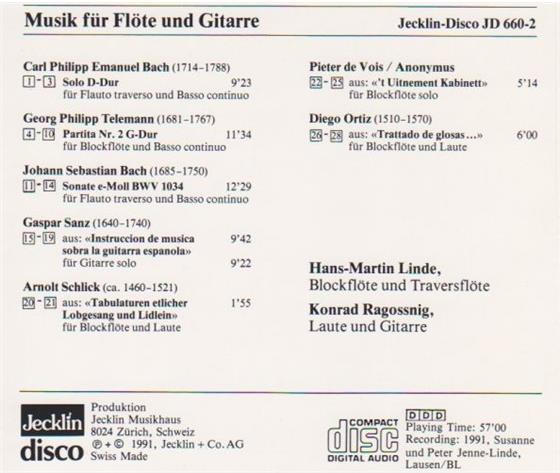 Musik für Flöte und Gitarre
Jecklin-Disco JD 660-2
Carl Philipp Emanuel Bach (1714–1788)
1–3 Solo D-Dur 9'23
für Flauto traverso und Basso continuo
Georg Philipp Telemann (1681–1767)
4–10 Partita Nr. 2 G-Dur 11'34
für Blockflöte und Basso continuo
Johann Sebastian Bach (1685–1750)
11–14 Sonate e-Moll BWV 1034 12'29
für Flauto traverso und Basso continuo
Gaspar Sanz (1640–1740)
15–19 aus: «Instruccion de musica 9'42
sobra la guitarra espanola»
für Gitarre solo 9'22
Arnolt Schlick (ca. 1460–1521)
20–21 aus: «Tabulaturen etlicher 1'55
Lobgesang und Lidlein»
für Blockflöte und Laute
Pieter de Vois / Anonymus
22–25 aus: «'t Uitnement Kabinett» 5'14
für Blockflöte solo
Diego Ortiz (1510–1570)
26–28 aus: «Trattado de glosas...» 6'00
für Blockflöte und Laute
Hans-Martin Linde,
Blockflöte und Traversflöte
Konrad Ragossnig,
Laute und Gitarre
Jecklin
disco
Produktion
Jecklin Musikhaus
8024 Zürich, Schweiz
℗ + © 1991, Jecklin + Co. AG
Swiss Made
COMPACT
disc
DIGITAL AUDIO
DDD
Playing Time: 57'00
Recording: 1991, Susanne
und Peter Jenne-Linde,
Lausen/BL